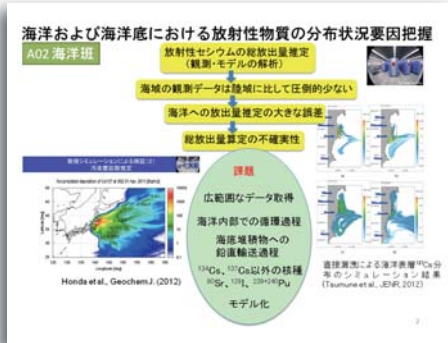 海洋および海洋底における放射性物質の分布状況要因把握
A02 海洋班
放射性セシウムの総放出量推定
(観測・モデルの解析)
海域の観測データは陸域に比して圧倒的少ない
海洋への放出量推定の大きな誤差
総放出算定の不確実性
課題
広範囲なデータ取得
海洋内部での循環過程
海底堆積物への
鉛直輸送過程
¹³⁴Cs、¹³⁷Cs以外の核種
⁹⁰Sr、¹²⁹I、²³⁹⁺²⁴⁰Pu
モデル化
Honda et al., GeochemJ. (2012)
直接漏洩による海洋表層¹³⁷Cs分
布のシミュレーション結果
(Tsumune et al., JENR, 2012)
2